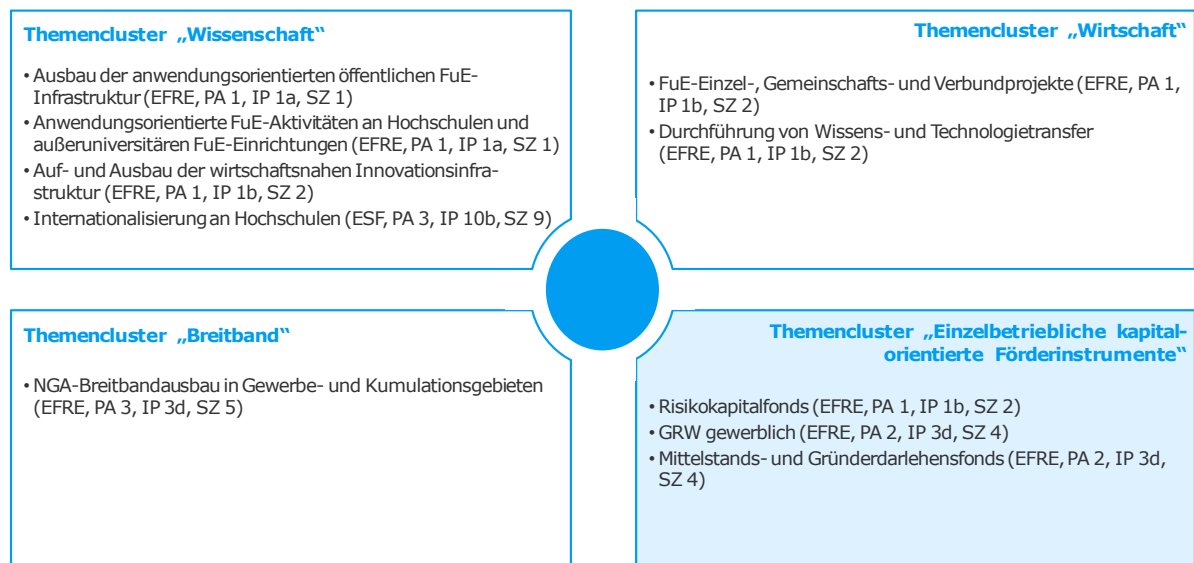 Themencluster „Wissenschaft“
• Ausbau der anwendungsorientierten öffentlichen FuE-
Infrastruktur (EFRE, PA 1, IP 1a, SZ 1)
• Anwendungsorientierte FuE-Aktivitäten an Hochschulen und
außeruniversitären FuE-Einrichtungen (EFRE, PA 1, IP 1a, SZ 1)
• Auf- und Ausbau der wirtschaftsnahen Innovationsinfra-
struktur (EFRE, PA 1, IP 1b, SZ 2)
• Internationalisierung an Hochschulen (ESF, PA 3, IP 10b, SZ 9)
Themencluster „Wirtschaft“
• FuE-Einzel-, Gemeinschafts- und Verbundprojekte (EFRE, PA 1,
IP 1b, SZ 2)
• Durchführung von Wissens- und Technologietransfer
(EFRE, PA 1, IP 1b, SZ 2)
Themencluster „Breitband“
• NGA-Breitbandausbau in Gewerbe- und Kumulationsgebieten
(EFRE, PA 3, IP 3d, SZ 5)
Themencluster „Einzelbetriebliche kapital-
orientierte Förderinstrumente“
• Risikokapitalfonds (EFRE, PA 1, IP 1b, SZ 2)
• GRW gewerblich (EFRE, PA 2, IP 3d, SZ 4)
• Mittelstands- und Gründerdarlehensfonds (EFRE, PA 2, IP 3d,
SZ 4)